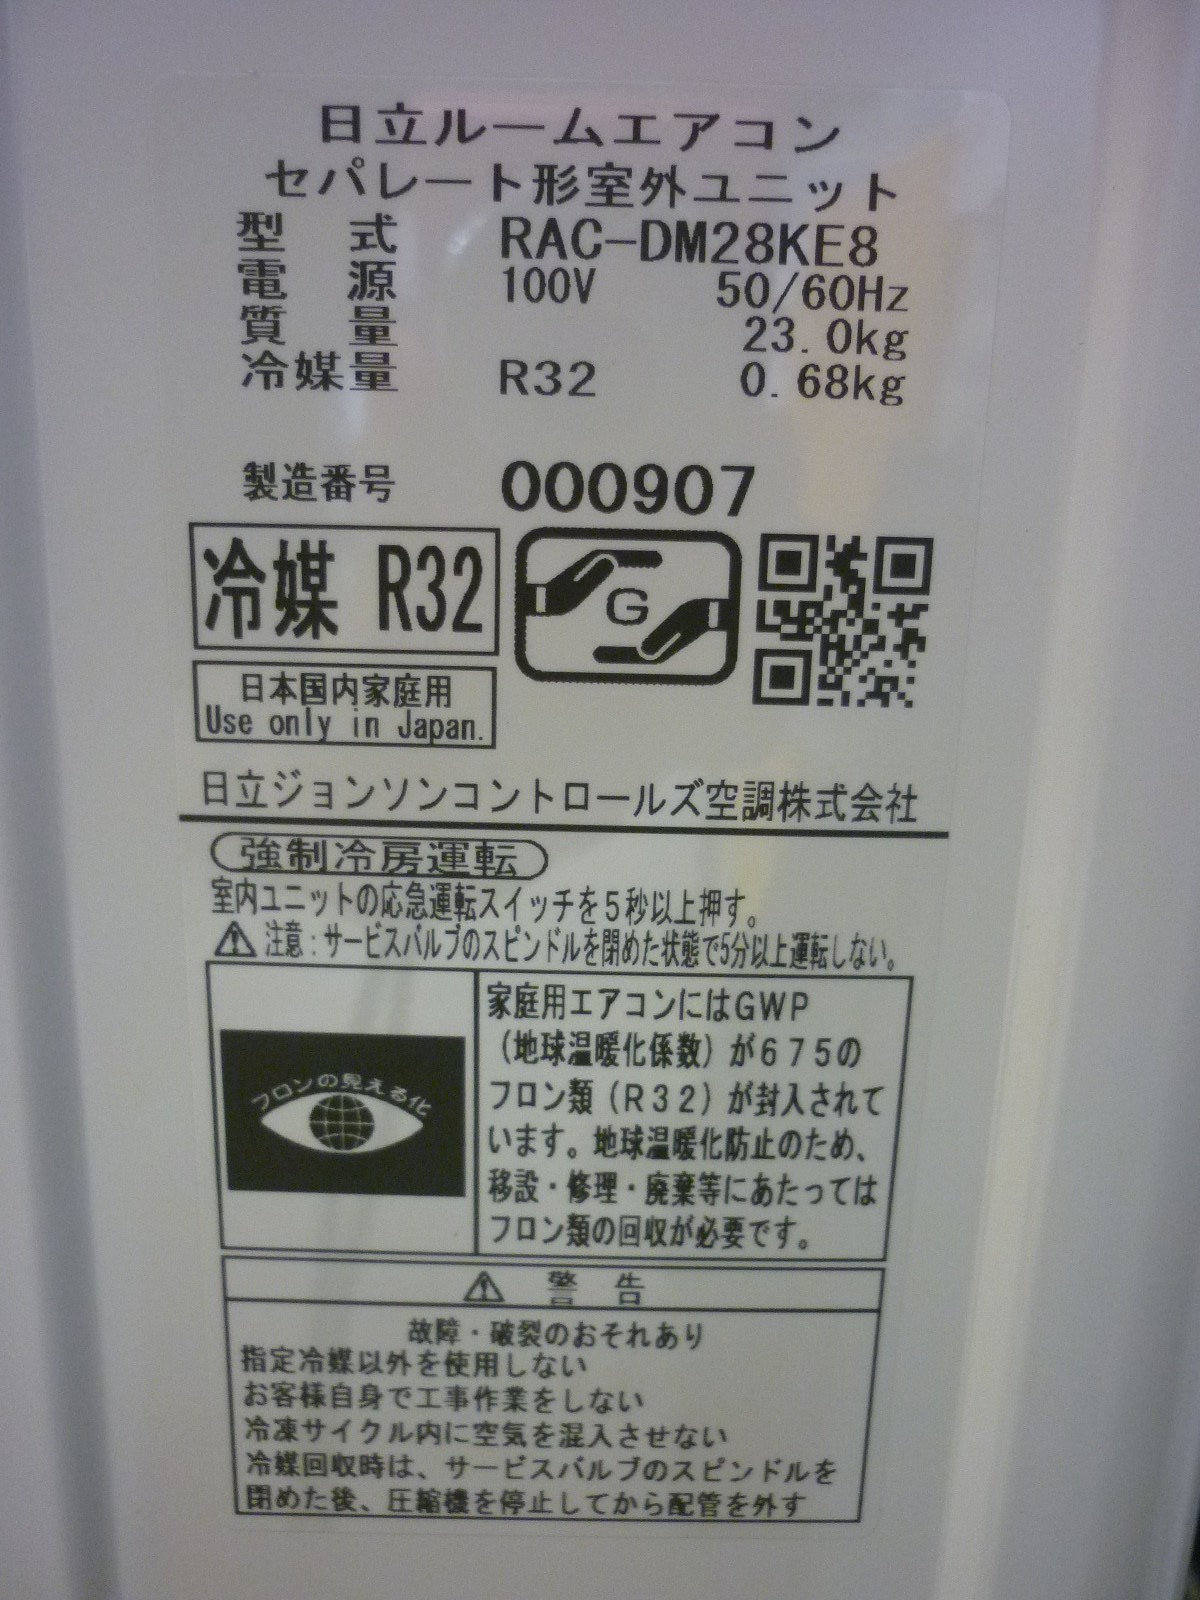 日立ルームエアコン
セパレート形室外ユニット
型 式 RAC-DM28KE8
電 源 100V 50/60Hz
質 量 23.0kg
冷媒量 R32 0.68kg
製造番号 000907
冷媒 R32
G
日本国内家庭用
Use only in Japan.
日立ジョンソンコントロールズ空調株式会社
強制冷房運転
室内ユニットの応急運転スイッチを5秒以上押す。
注意:サービスバルブのスピンドルを閉めた状態で5分以上運転しない。
フロンの見える化
家庭用エアコンにはGWP
(地球温暖化係数)が675の
フロン類(R32)が封入されて
います。地球温暖化防止のため、
移設・修理・廃棄等にあたっては
フロン類の回収が必要です。
警 告
故障・破裂のおそれあり
指定冷媒以外を使用しない
お客様自身で工事作業をしない
冷凍サイクル内に空気を混入させない
冷媒回収時は、サービスバルブのスピンドルを
閉めた後、圧縮機を停止してから配管を外す